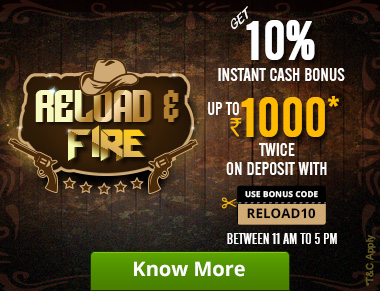 RELOAD &
FIRE
GET
10%
INSTANT CASH BONUS
UP TO ₹1000*
TWICE
ON DEPOSIT WITH
USE BONUS CODE
RELOAD10
BETWEEN 11 AM TO 5 PM
Know More
*T&C Apply